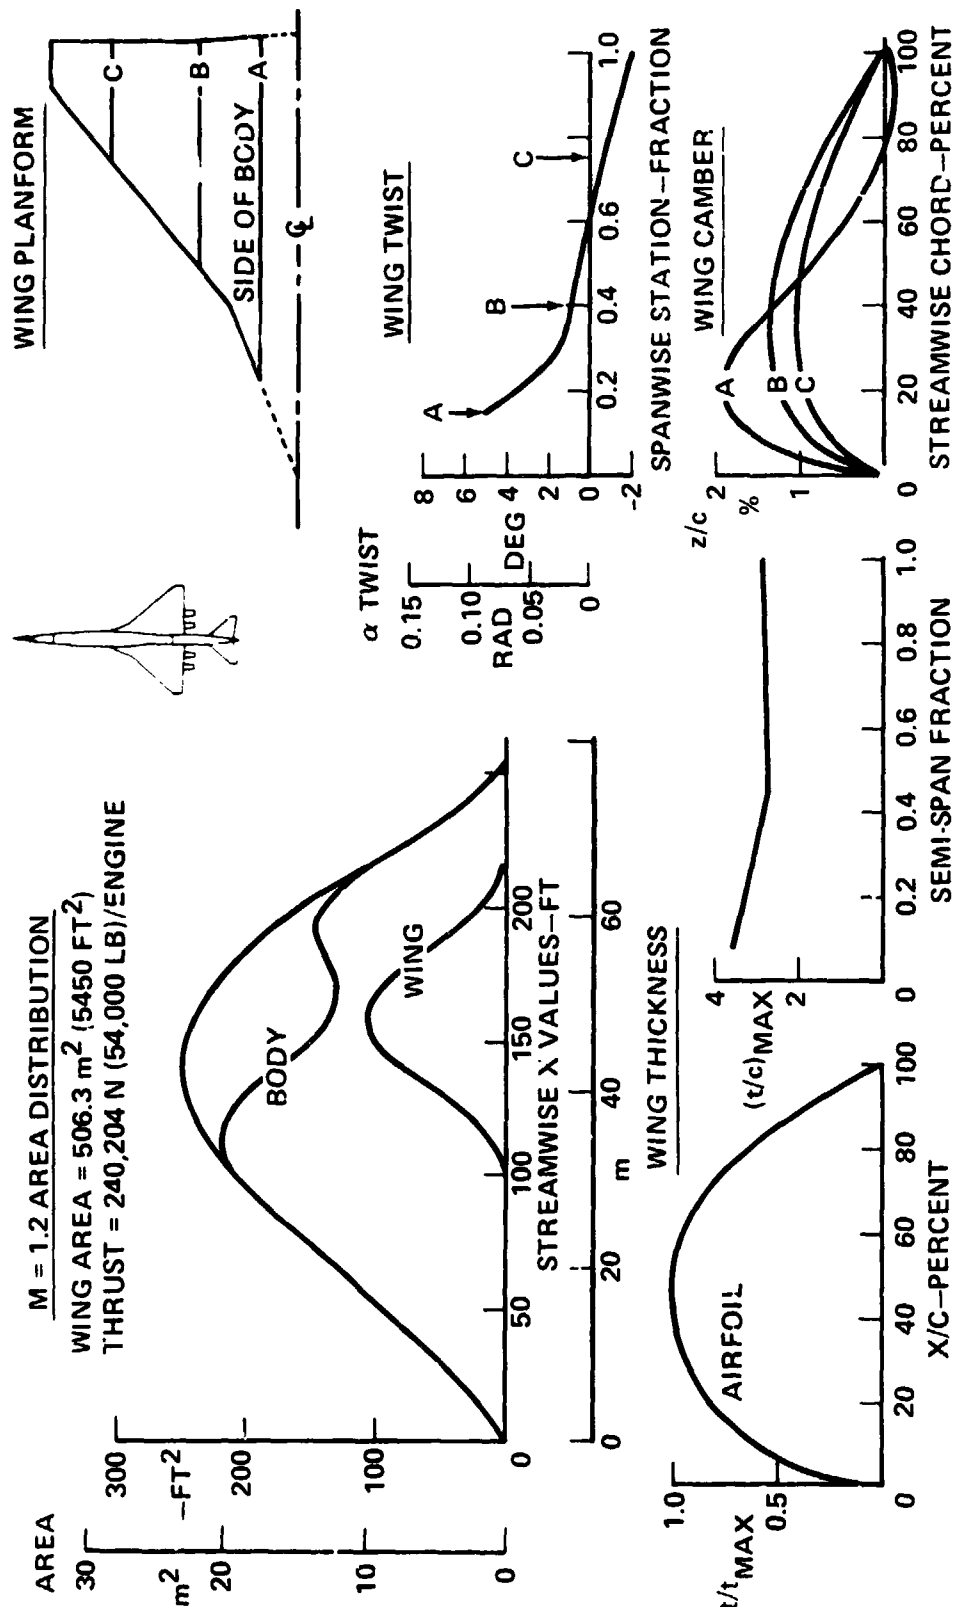 M = 1.2 AREA DISTRIBUTION
WING AREA = 506.3 m² (5450 FT²)
THRUST = 240,204 N (54,000 LB)/ENGINE
AREA
30
m²
20
10
0
300
–FT²
200
100
BODY
WING
50
100
150
200
STREAMWISE X VALUES–FT
0
20
40
60
m
WING PLANFORM
C
B
A
SIDE OF BODY
℄
WING TWIST
α TWIST
0.15
0.10
RAD
0.05
0
8
6
DEG 4
2
0
-2
A
B
C
0.2
0.4
0.6
1.0
SPANWISE STATION–FRACTION
WING THICKNESS
t/tMAX
1.0
0.5
AIRFOIL
0
20
40
60
80
100
X/C–PERCENT
(t/c)MAX
4
2
0
0.2
0.4
0.6
0.8
1.0
SEMI-SPAN FRACTION
WING CAMBER
z/c
%
2
1
A
B
C
0
20
40
60
80
100
STREAMWISE CHORD–PERCENT